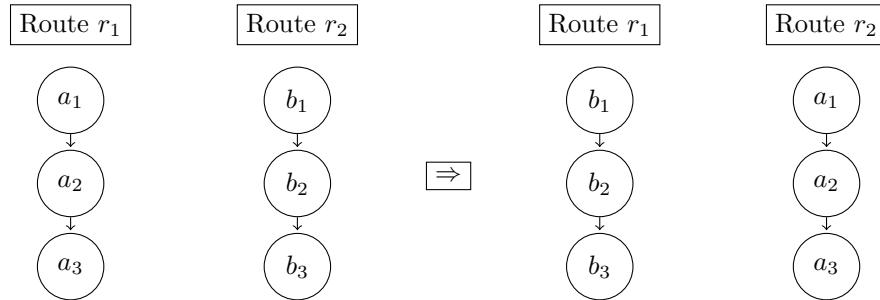 Route r₁ Route r₂ Route r₁ Route r₂
a₁ b₁ b₁ a₁
a₂ b₂ ⇒ b₂ a₂
a₃ b₃ b₃ a₃